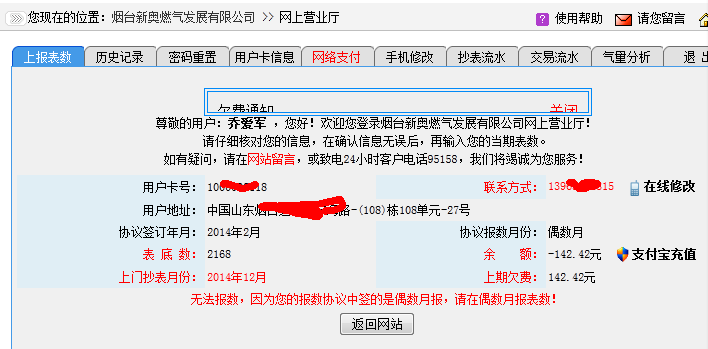 您现在的位置：烟台新奥燃气发展有限公司 >> 网上营业厅 使用帮助 请您留言
上报表数 历史记录 密码重置 用户卡信息 网络支付 手机修改 抄表流水 交易流水 气量分析 退 出
欠费通知 关闭
尊敬的用户：乔爱军 ，您好！欢迎您登录烟台新奥燃气发展有限公司网上营业厅！
请仔细核对您的信息，在确认信息无误后，再输入您的当期表数。
如有疑问，请在网站留言，或致电24小时客户电话95158，我们将竭诚为您服务！
用户卡号： 100 18 联系方式： 139 315 在线修改
用户地址： 中国山东烟台 路-(108)栋108单元-27号
协议签订年月： 2014年2月 协议报数月份： 偶数月
表 底 数： 2168 余 额： -142.42元 支付宝充值
上门抄表月份： 2014年12月 上期欠费： 142.42元
无法报数，因为您的报数协议中签的是偶数月报，请在偶数月报表数！
返回网站